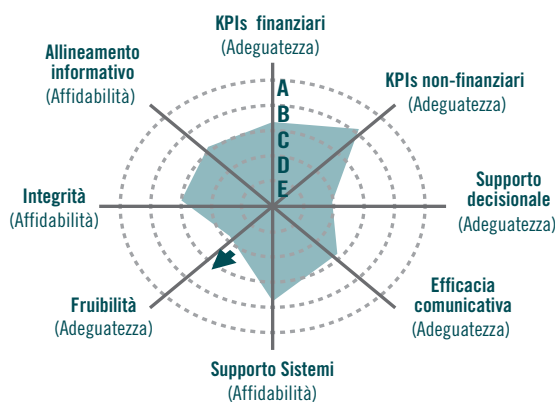 KPIs finanziari
(Adeguatezza)
Allineamento
informativo
(Affidabilità)
KPIs non-finanziari
(Adeguatezza)
A
B
C
D
E
Integrità
(Affidabilità)
Supporto
decisionale
(Adeguatezza)
Fruibilità
(Adeguatezza)
Efficacia
comunicativa
(Adeguatezza)
Supporto Sistemi
(Affidabilità)